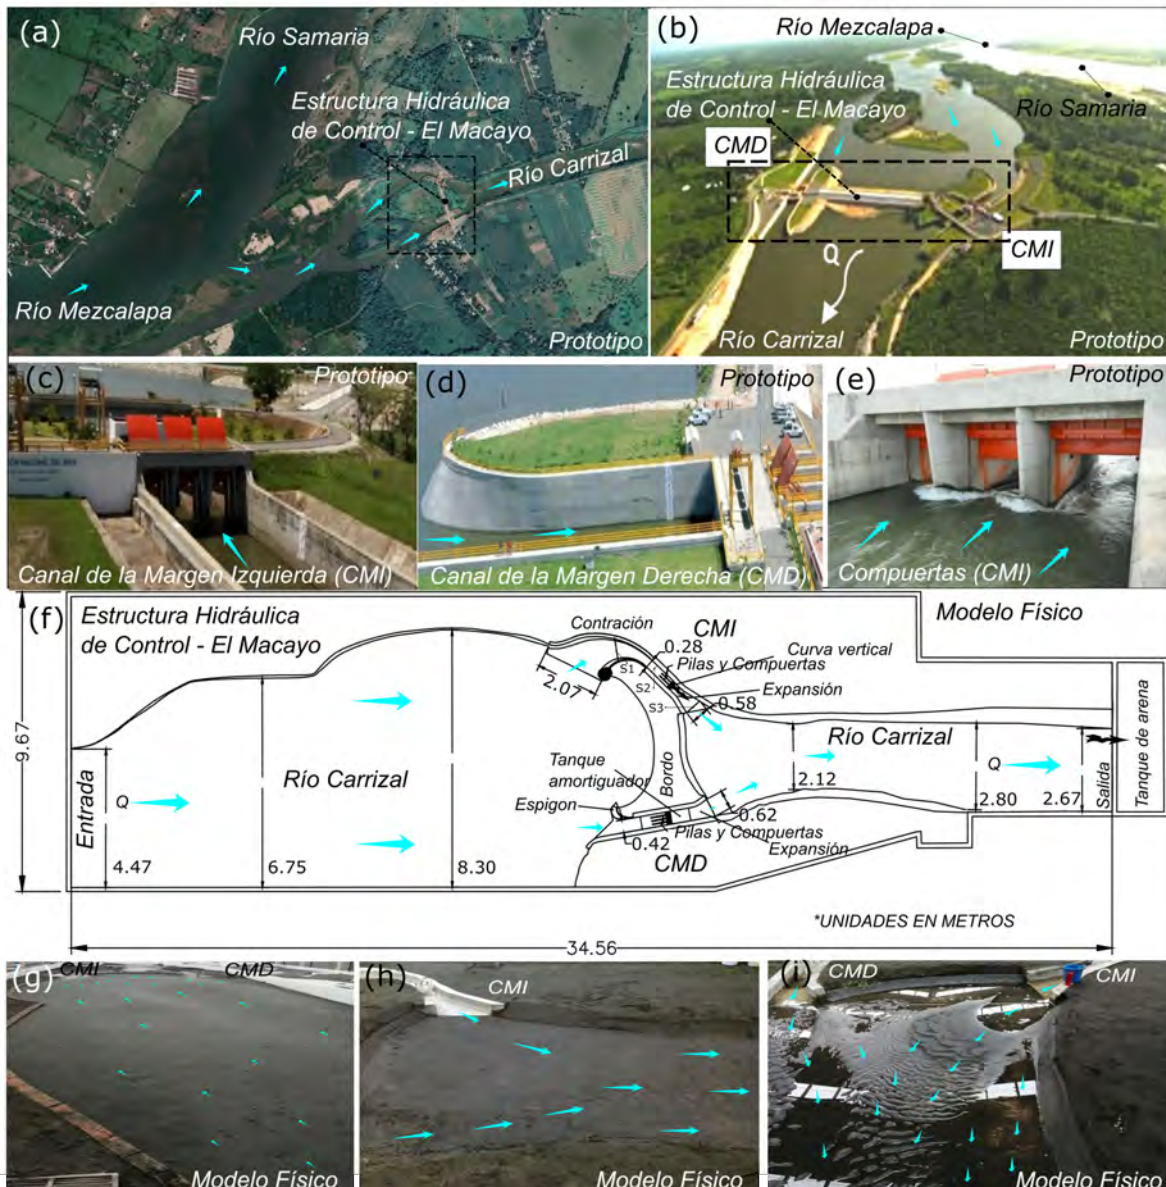 (a)
Río Samaria
Estructura Hidráulica
de Control - El Macayo
Río Carrizal
Río Mezcalapa
Prototipo
(b)
Río Mezcalapa
Estructura Hidráulica
de Control - El Macayo
Río Samaria
CMD
CMI
Q
Río Carrizal
Prototipo
(c)
Prototipo
Canal de la Margen Izquierda (CMI)
(d)
Prototipo
Canal de la Margen Derecha (CMD)
(e)
Prototipo
Compuertas (CMI)
(f)
Estructura Hidráulica
de Control - El Macayo
Modelo Físico
Contración
CMI
0.28
Curva vertical
Pilas y Compuertas
S1
S2
S3
Expansión
2.07
0.58
9.67
Entrada
Q
Río Carrizal
Tanque
amortiguador
Bordo
Espigon
Río Carrizal
Q
Salida
Tanque de arena
2.12
2.80
2.67
0.62
Pilas y Compuertas
0.42
Expansión
CMD
4.47
6.75
8.30
*UNIDADES EN METROS
34.56
(g)
CMI
CMD
Modelo Físico
(h)
CMI
Modelo Físico
(i)
CMD
CMI
Modelo Físico